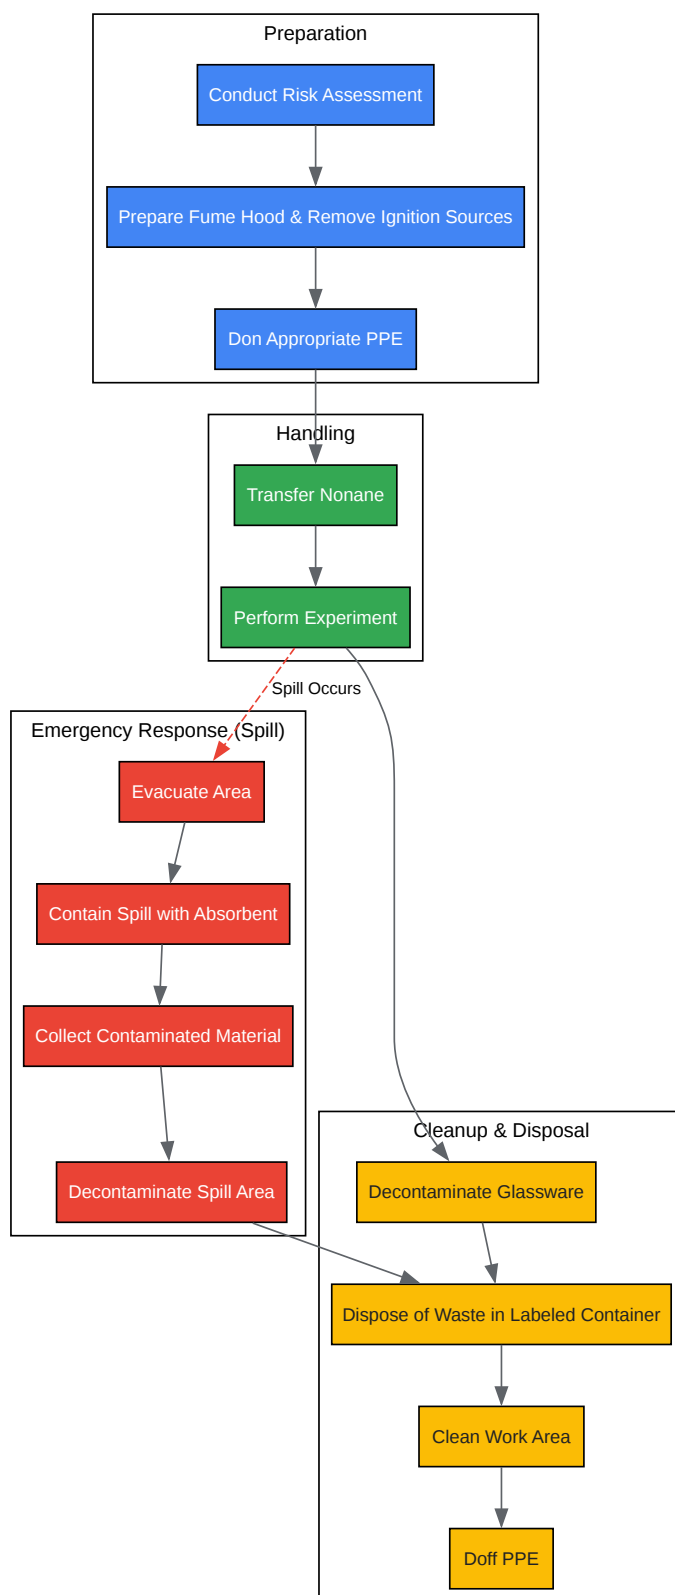 Preparation
Conduct Risk Assessment
Prepare Fume Hood & Remove Ignition Sources
Don Appropriate PPE
Handling
Transfer Nonane
Perform Experiment
Spill Occurs
Emergency Response (Spill)
Evacuate Area
Contain Spill with Absorbent
Collect Contaminated Material
Decontaminate Spill Area
Cleanup & Disposal
Decontaminate Glassware
Dispose of Waste in Labeled Container
Clean Work Area
Doff PPE